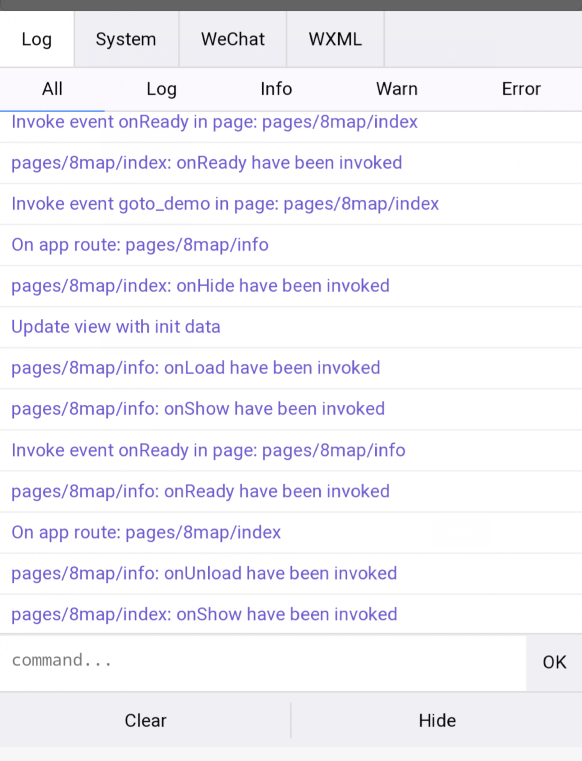 Log System WeChat WXML
All Log Info Warn Error
Invoke event onReady in page: pages/8map/index
pages/8map/index: onReady have been invoked
Invoke event goto_demo in page: pages/8map/index
On app route: pages/8map/info
pages/8map/index: onHide have been invoked
Update view with init data
pages/8map/info: onLoad have been invoked
pages/8map/info: onShow have been invoked
Invoke event onReady in page: pages/8map/info
pages/8map/info: onReady have been invoked
On app route: pages/8map/index
pages/8map/info: onUnload have been invoked
pages/8map/index: onShow have been invoked
command... OK
Clear Hide